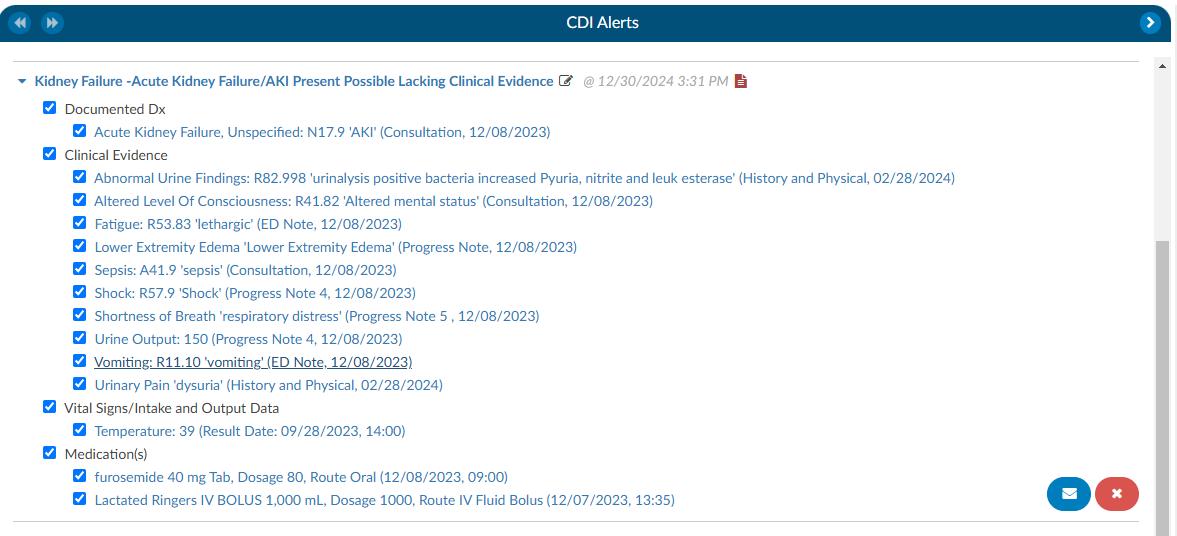 CDI Alerts
Kidney Failure -Acute Kidney Failure/AKI Present Possible Lacking Clinical Evidence @ 12/30/2024 3:31 PM
Documented Dx
Acute Kidney Failure, Unspecified: N17.9 'AKI' (Consultation, 12/08/2023)
Clinical Evidence
Abnormal Urine Findings: R82.998 'urinalysis positive bacteria increased Pyuria, nitrite and leuk esterase' (History and Physical, 02/28/2024)
Altered Level Of Consciousness: R41.82 'Altered mental status' (Consultation, 12/08/2023)
Fatigue: R53.83 'lethargic' (ED Note, 12/08/2023)
Lower Extremity Edema 'Lower Extremity Edema' (Progress Note, 12/08/2023)
Sepsis: A41.9 'sepsis' (Consultation, 12/08/2023)
Shock: R57.9 'Shock' (Progress Note 4, 12/08/2023)
Shortness of Breath 'respiratory distress' (Progress Note 5 , 12/08/2023)
Urine Output: 150 (Progress Note 4, 12/08/2023)
Vomiting: R11.10 'vomiting' (ED Note, 12/08/2023)
Urinary Pain 'dysuria' (History and Physical, 02/28/2024)
Vital Signs/Intake and Output Data
Temperature: 39 (Result Date: 09/28/2023, 14:00)
Medication(s)
furosemide 40 mg Tab, Dosage 80, Route Oral (12/08/2023, 09:00)
Lactated Ringers IV BOLUS 1,000 mL, Dosage 1000, Route IV Fluid Bolus (12/07/2023, 13:35)